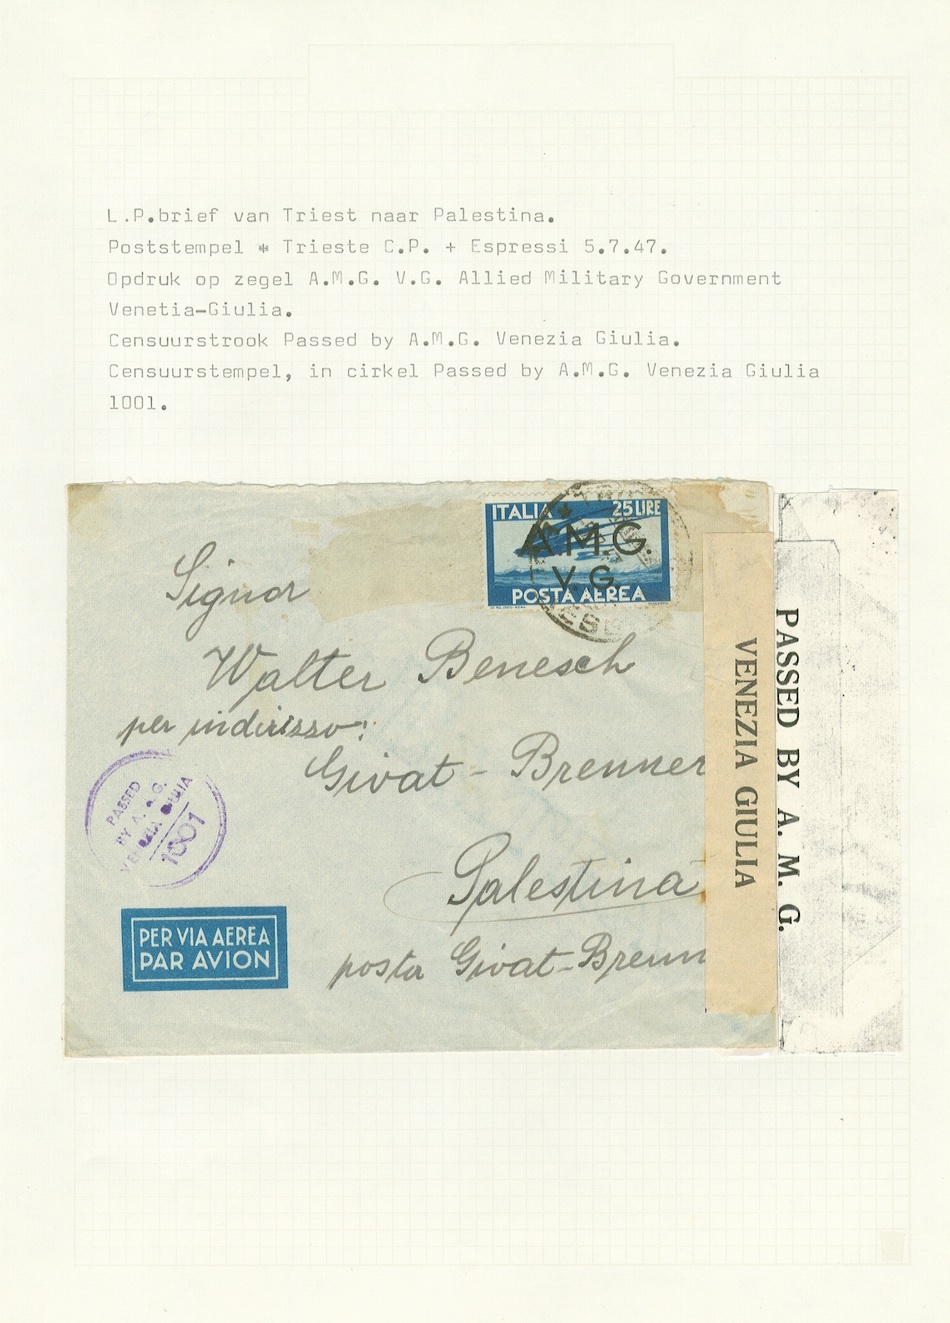 L.P.brief van Triest naar Palestina.
Poststempel * Trieste C.P. + Espressi 5.7.47.
Opdruk op zegel A.M.G. V.G. Allied Military Government
Venetia-Giulia.
Censuurstrook Passed by A.M.G. Venezia Giulia.
Censuurstempel, in cirkel Passed by A.M.G. Venezia Giulia
1001.
ITALIA 25 LIRE
A.M.G.
V.G.
POSTA AEREA
Signor
Walter Benesch
per indirizzo:
Givat - Brenner
Palestina
posta Givat-Brenn
PASSED
BY A. G.
VENEZIA GIULIA
1001
PER VIA AEREA
PAR AVION
PASSED BY A. M. G.
VENEZIA GIULIA